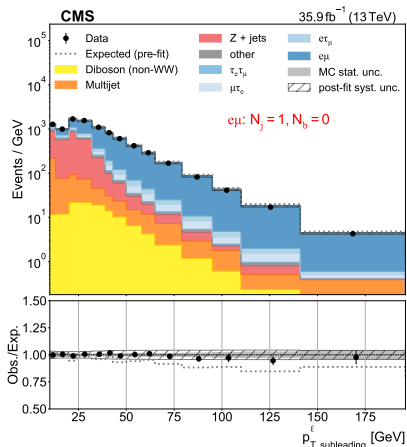 CMS 35.9 fb⁻¹ (13 TeV)
Data
Expected (pre-fit)
Diboson (non-WW)
Multijet
Z + jets
other
τₑτμ
μτₑ
eτμ
eμ
MC stat. unc.
post-fit syst. unc.
eμ: Nⱼ = 1, N_b = 0
Events / GeV
10⁵
10⁴
10³
10²
10¹
10⁰
Obs./Exp.
1.50
1.25
1.00
0.75
0.50
25 50 75 100 125 150 175
p^ℓ_T subleading [GeV]